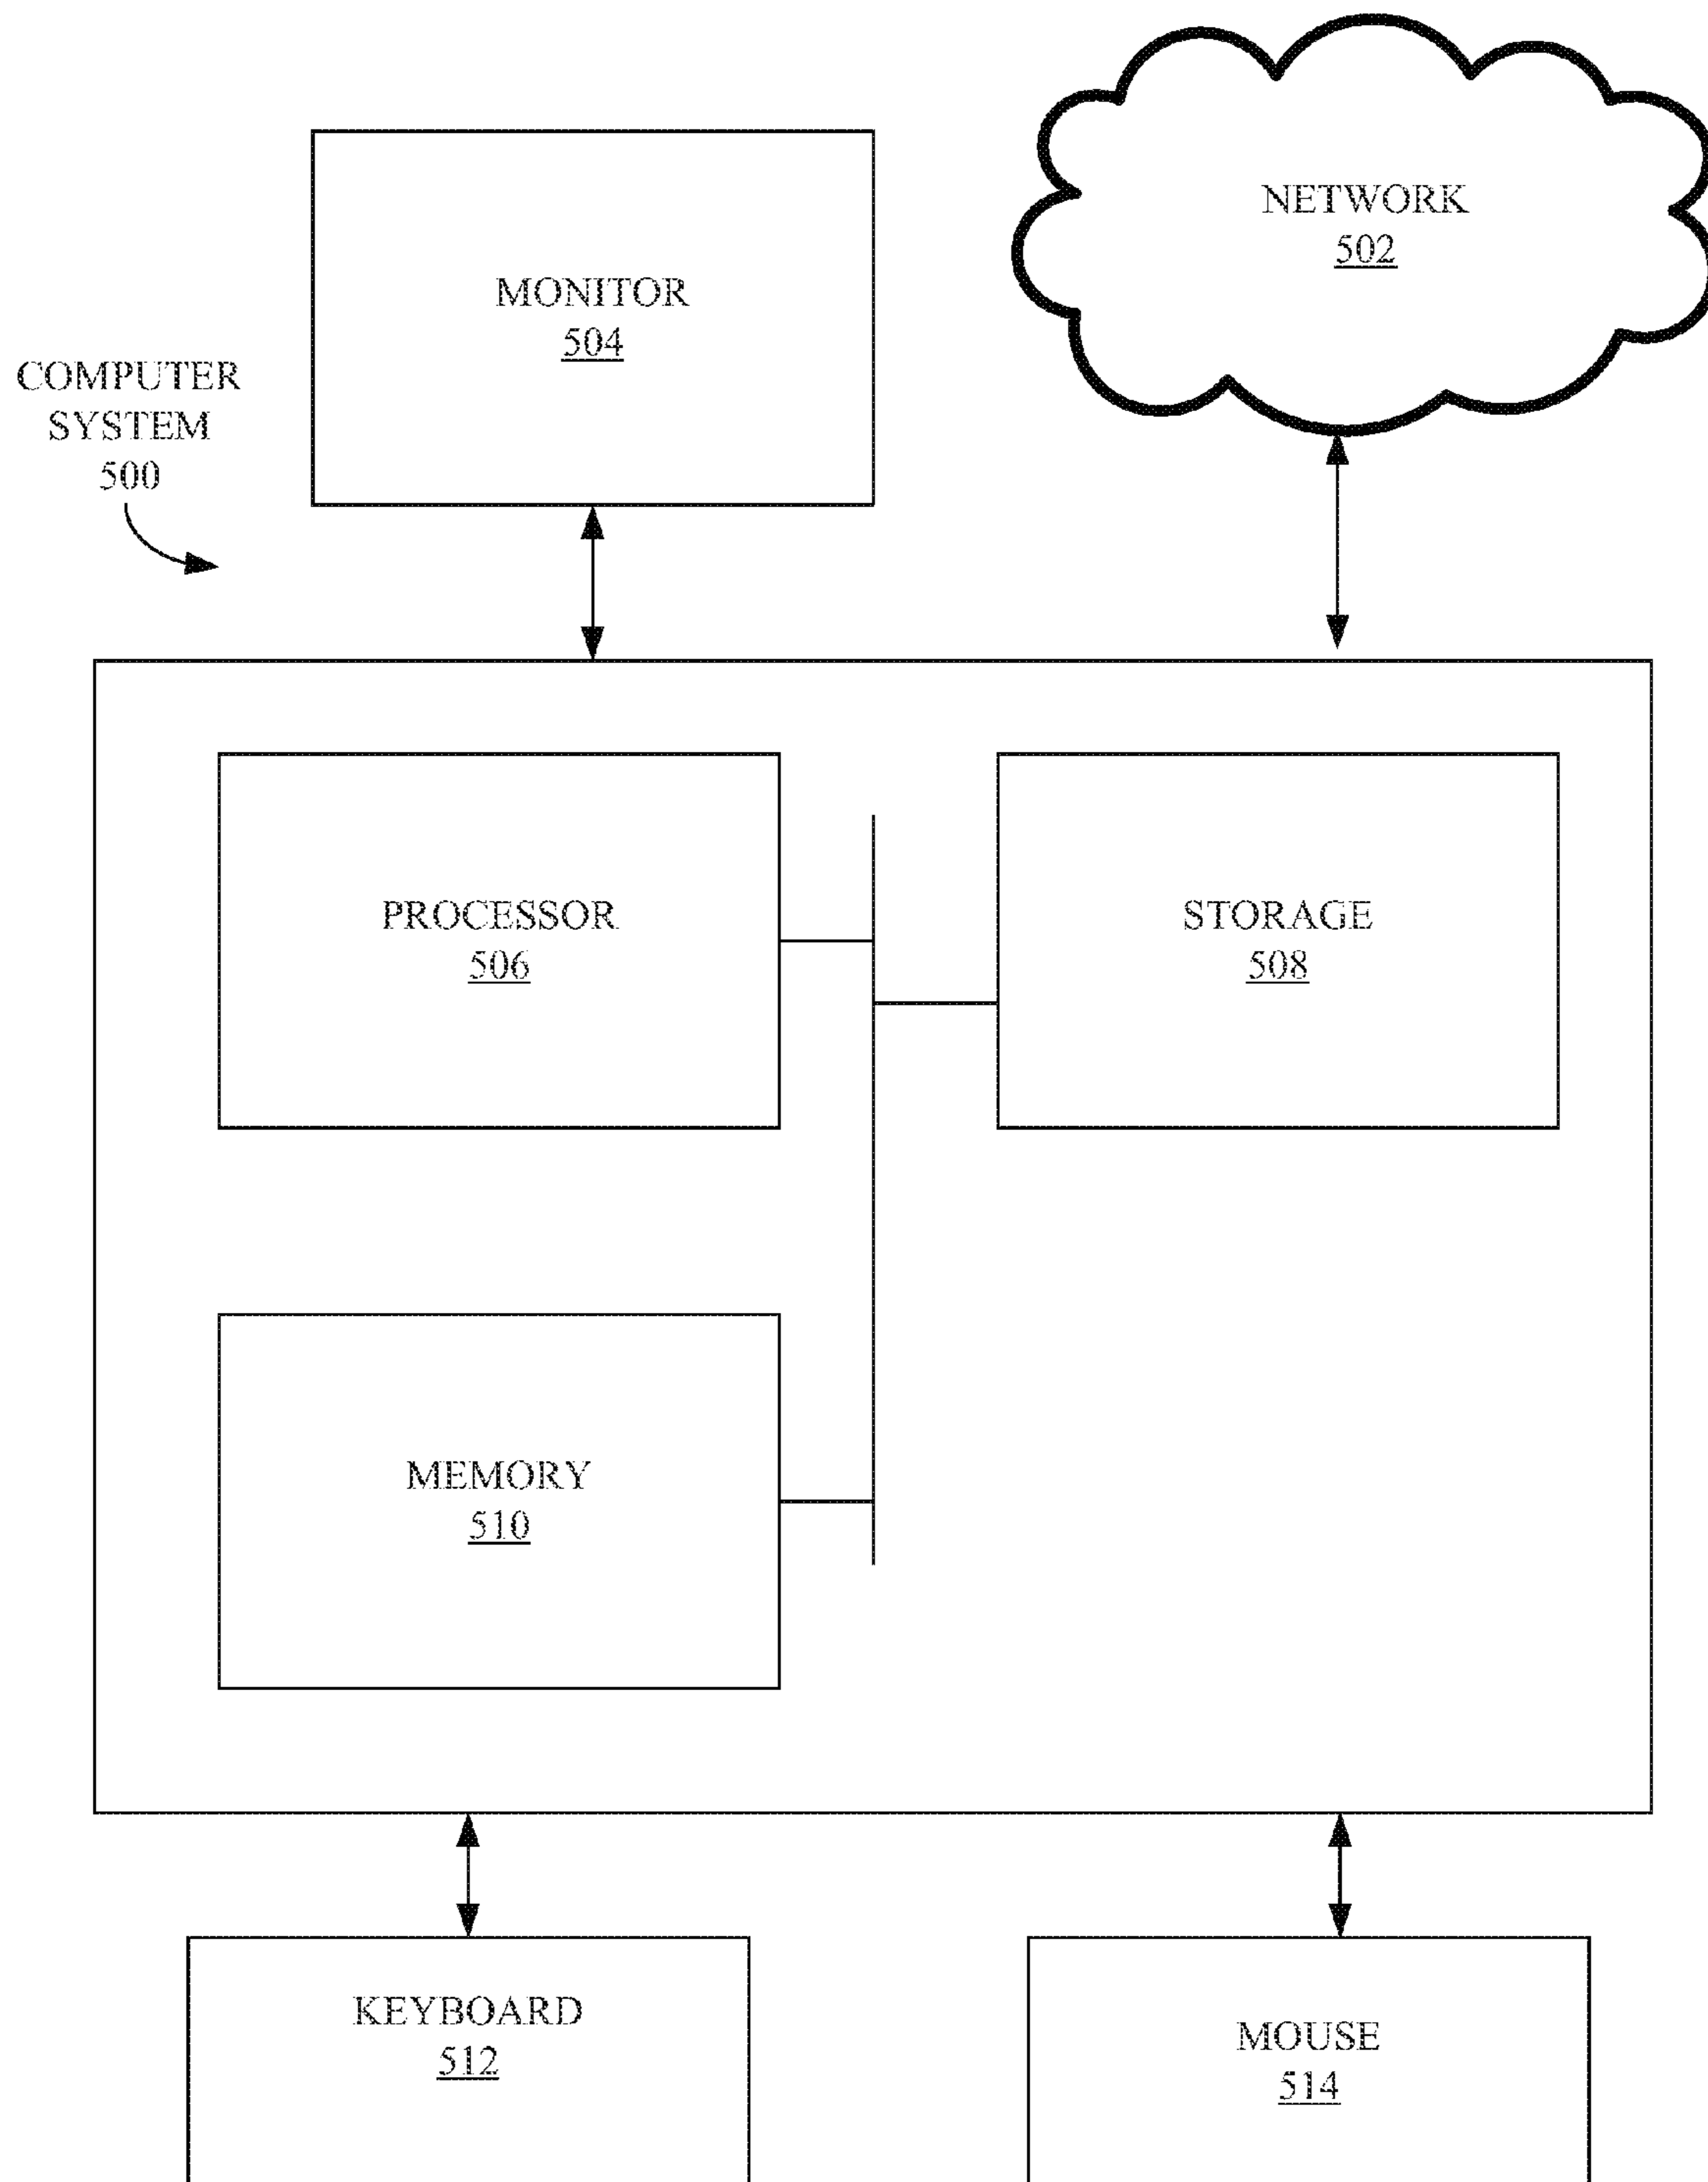 NETWORK
502
MONITOR
504
COMPUTER
SYSTEM
500
PROCESSOR
506
STORAGE
508
MEMORY
510
KEYBOARD
512
MOUSE
514